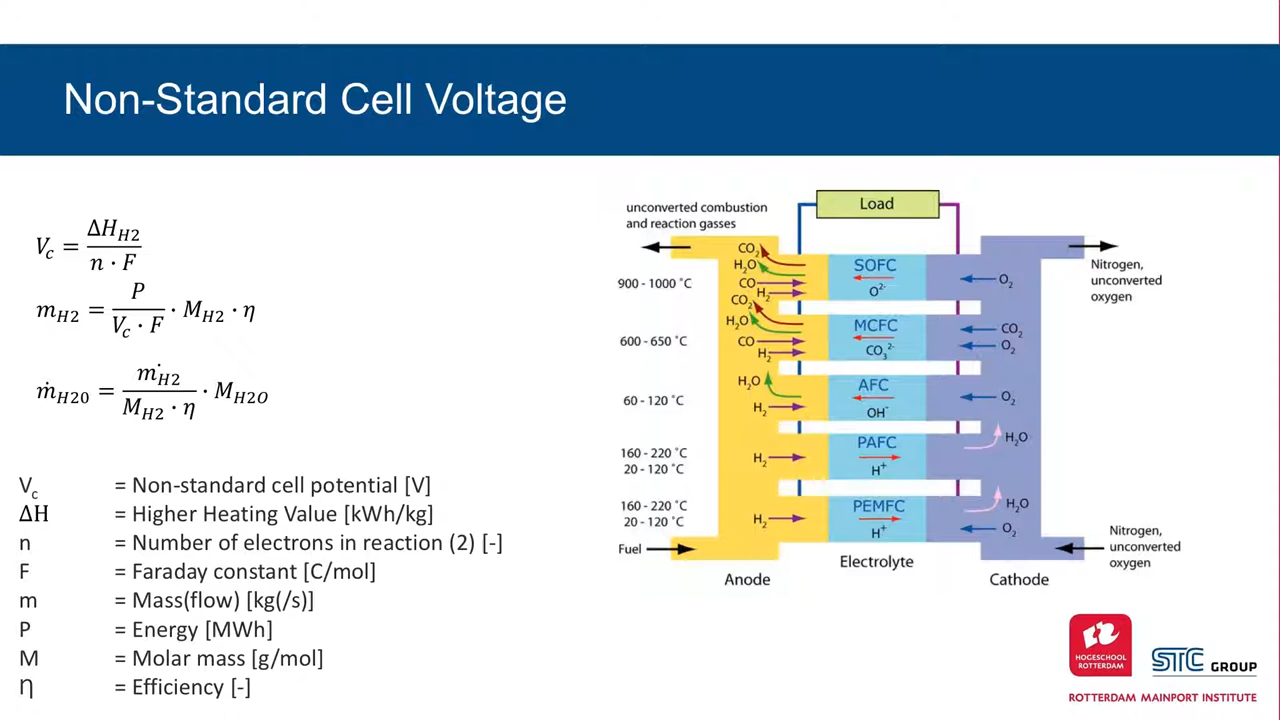 Non-Standard Cell Voltage
V_c = ΔH_H2 / (n · F)
m_H2 = P / (V_c · F) · M_H2 · η
ṁ_H20 = ṁ_H2 / (M_H2 · η) · M_H2O
V_c = Non-standard cell potential [V]
ΔH = Higher Heating Value [kWh/kg]
n = Number of electrons in reaction (2) [-]
F = Faraday constant [C/mol]
m = Mass(flow) [kg(/s)]
P = Energy [MWh]
M = Molar mass [g/mol]
η = Efficiency [-]
Load
unconverted combustion
and reaction gasses
CO₂
H₂O
CO
H₂
900 - 1000 ˚C
SOFC
O²⁻
O₂
Nitrogen,
unconverted
oxygen
CO₂
H₂O
CO
H₂
600 - 650 ˚C
MCFC
CO₃²⁻
CO₂
O₂
H₂O
H₂
60 - 120 ˚C
AFC
OH⁻
O₂
160 - 220 ˚C
20 - 120 ˚C
H₂
PAFC
H⁺
H₂O
160 - 220 ˚C
20 - 120 ˚C
H₂
PEMFC
H⁺
H₂O
O₂
Fuel
Nitrogen,
unconverted
oxygen
Anode
Electrolyte
Cathode
HOGESCHOOL
ROTTERDAM
STC GROUP
ROTTERDAM MAINPORT INSTITUTE